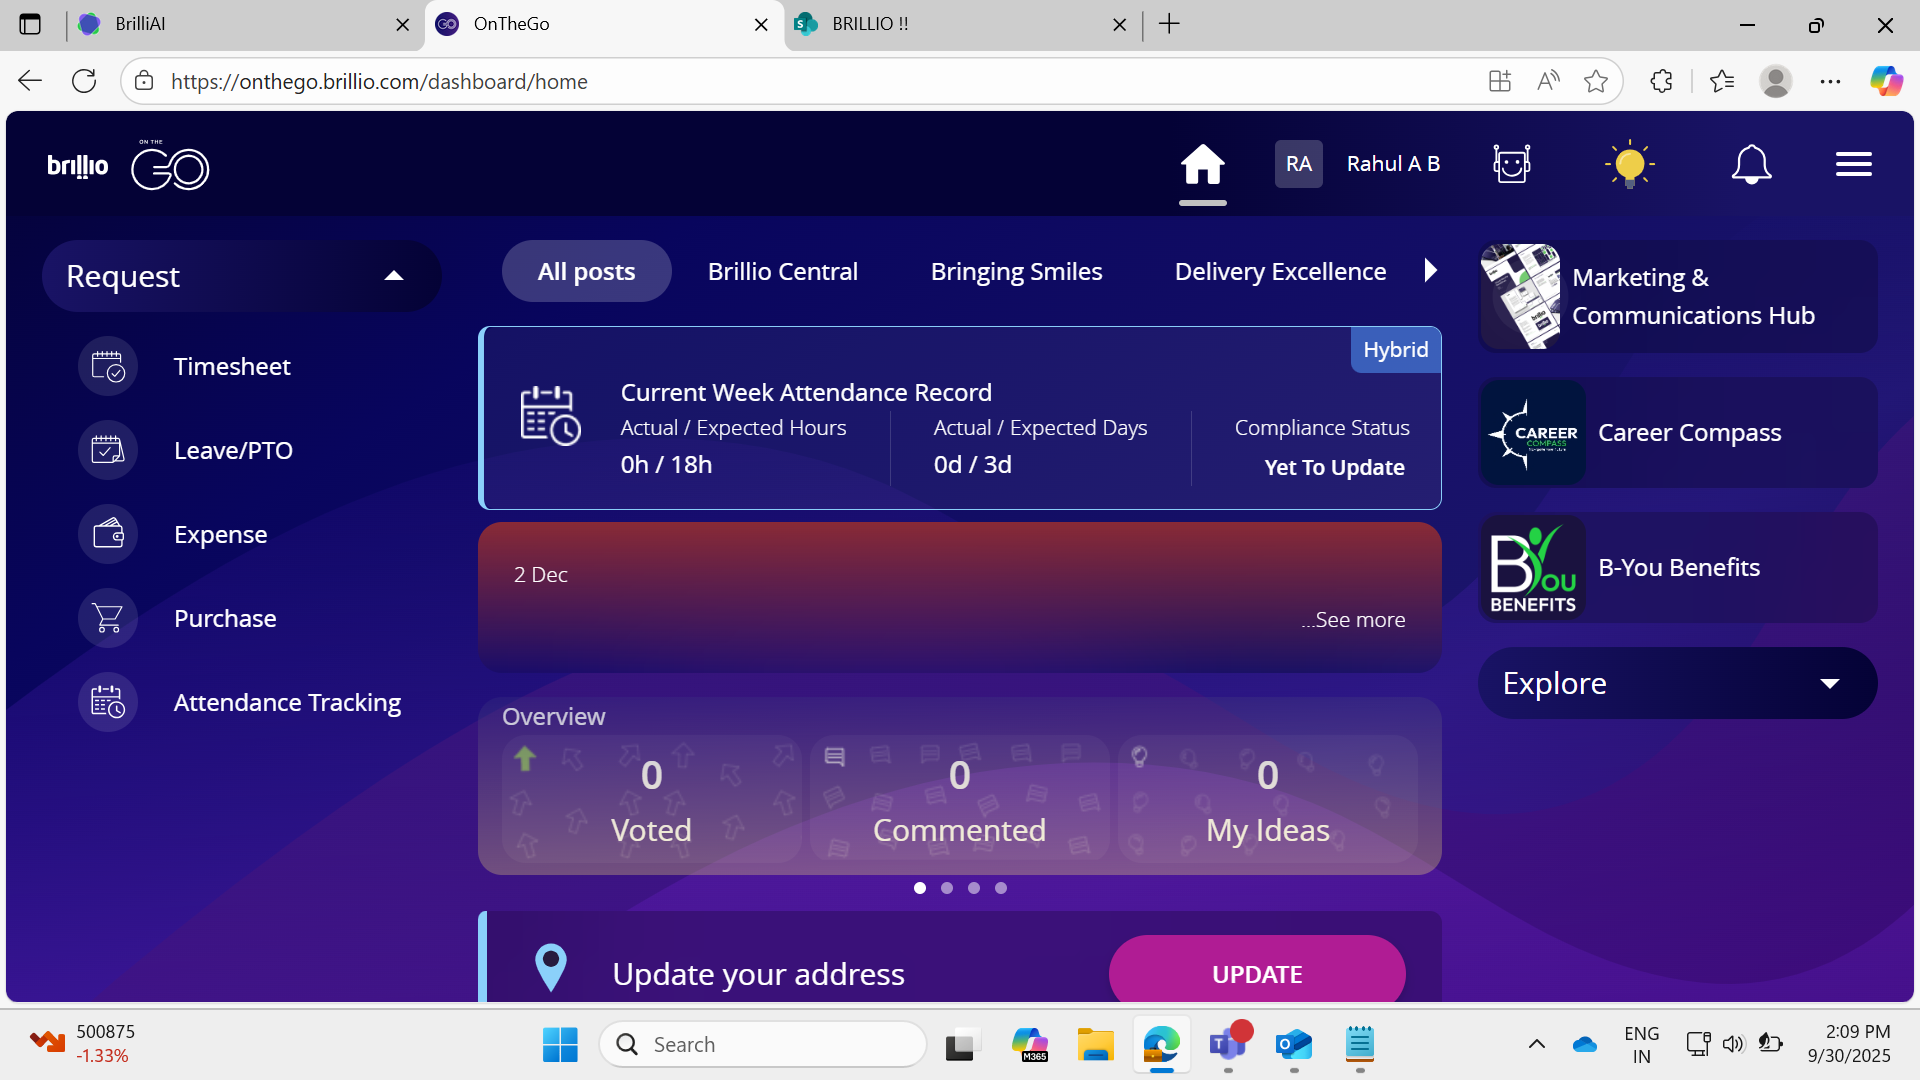 BrilliAI
OnTheGo
BRILLIO !!
https://onthego.brillio.com/dashboard/home
brillio
ON THE
GO
RA
Rahul A B
Request
Timesheet
Leave/PTO
Expense
Purchase
Attendance Tracking
All posts
Brillio Central
Bringing Smiles
Delivery Excellence
Hybrid
Current Week Attendance Record
Actual / Expected Hours
0h / 18h
Actual / Expected Days
0d / 3d
Compliance Status
Yet To Update
2 Dec
...See more
Overview
0
Voted
0
Commented
0
My Ideas
Update your address
UPDATE
Marketing &
Communications Hub
CAREER
COMPASS
Career Compass
B You
BENEFITS
B-You Benefits
Explore
500875
-1.33%
Search
M365
ENG
IN
2:09 PM
9/30/2025